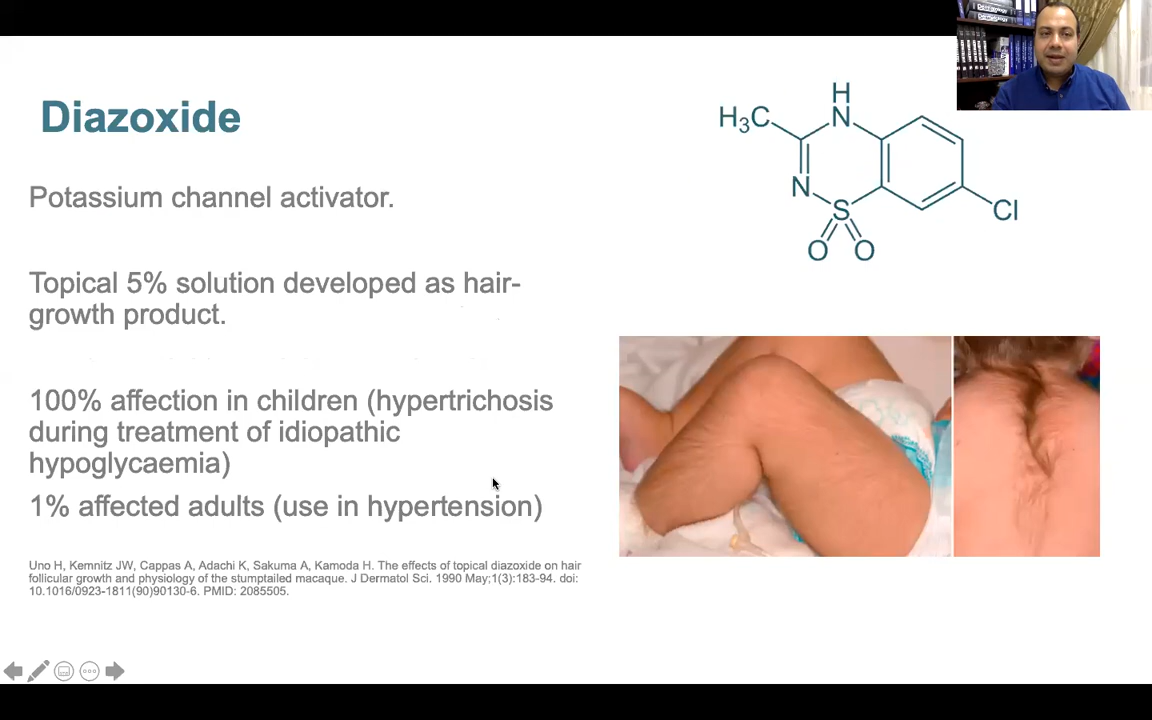 Diazoxide
Potassium channel activator.
Topical 5% solution developed as hair-
growth product.
100% affection in children (hypertrichosis
during treatment of idiopathic
hypoglycaemia)
1% affected adults (use in hypertension)
Uno H, Kemnitz JW, Cappas A, Adachi K, Sakuma A, Kamoda H. The effects of topical diazoxide on hair
follicular growth and physiology of the stumptailed macaque. J Dermatol Sci. 1990 May;1(3):183-94. doi:
10.1016/0923-1811(90)90130-6. PMID: 2085505.
H
H₃C
N
N
S
Cl
O
O
Dermatology